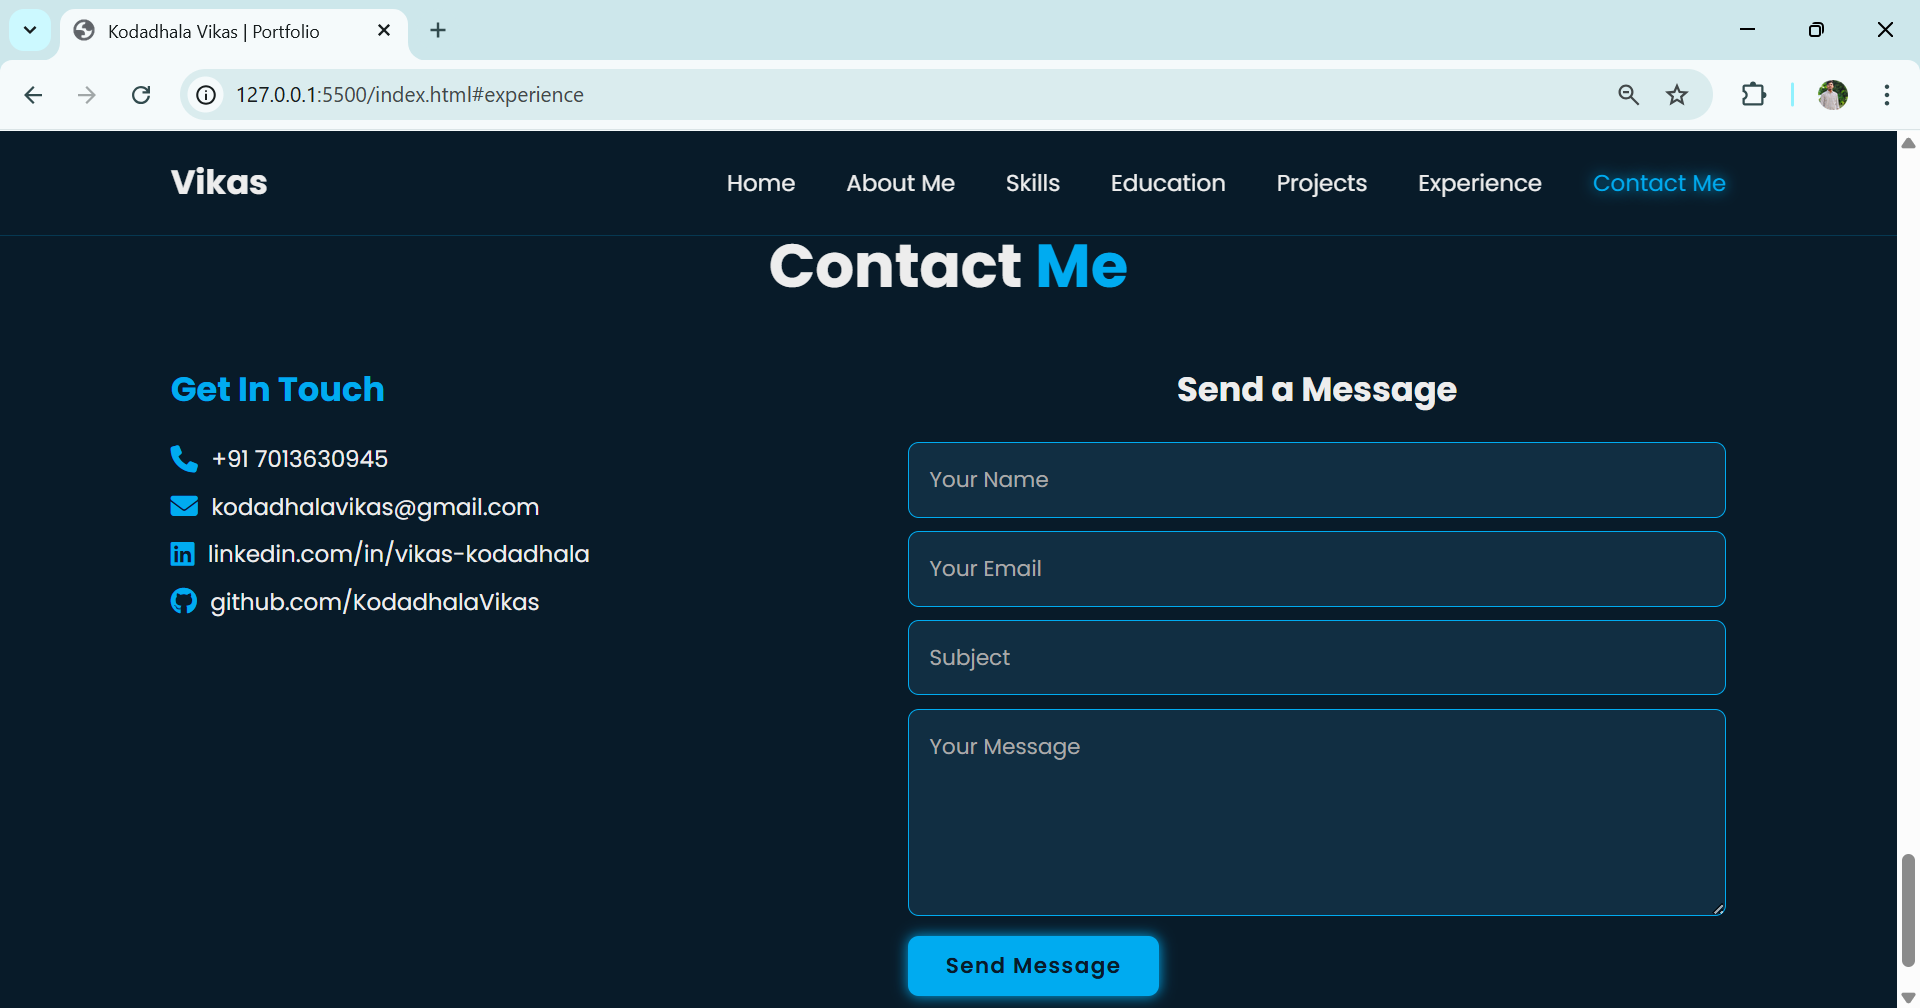 Kodadhala Vikas | Portfolio
127.0.0.1:5500/index.html#experience
Vikas
Home About Me Skills Education Projects Experience Contact Me
Contact Me
Get In Touch
+91 7013630945
kodadhalavikas@gmail.com
linkedin.com/in/vikas-kodadhala
github.com/KodadhalaVikas
Send a Message
Your Name
Your Email
Subject
Your Message
Send Message